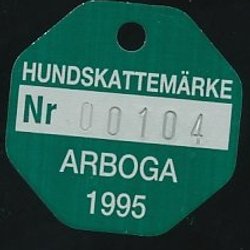 HUNDSKATTEMÄRKE
Nr 00104
ARBOGA
1995